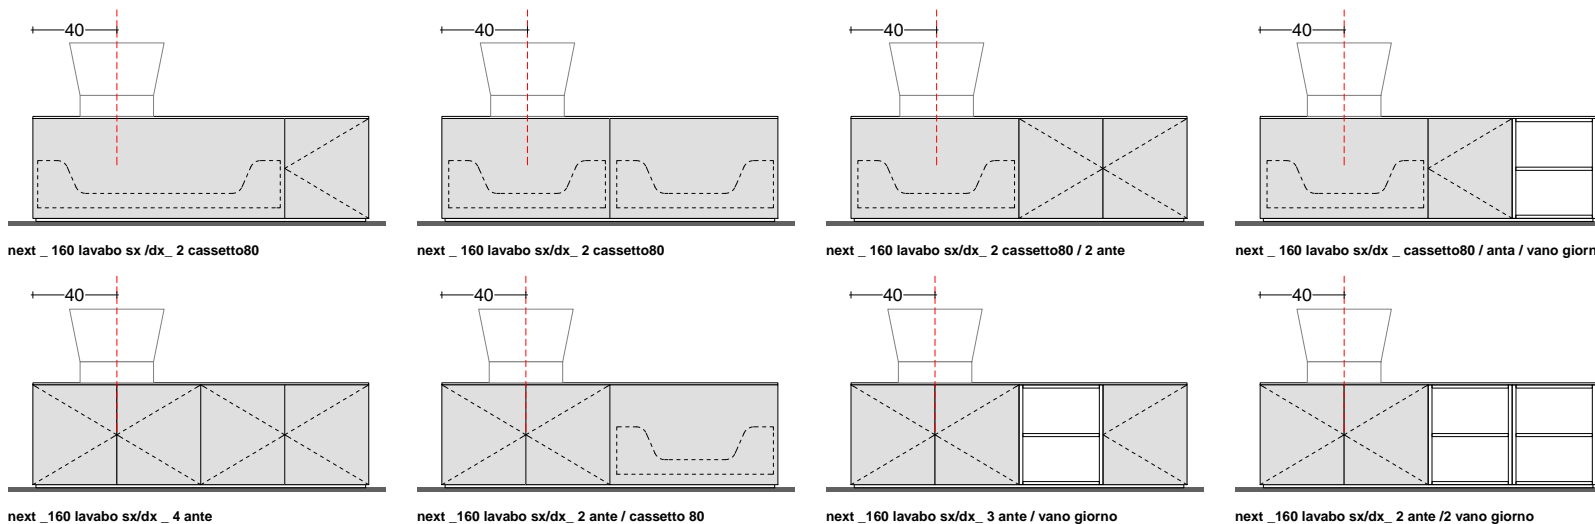 40 40 40 40
next _ 160 lavabo sx /dx_ 2 cassetto80
next _ 160 lavabo sx/dx_ 2 cassetto80
next _ 160 lavabo sx/dx_ 2 cassetto80 / 2 ante
next _ 160 lavabo sx/dx _ cassetto80 / anta / vano giorn
40 40 40 40
next _160 lavabo sx/dx _ 4 ante
next _160 lavabo sx/dx_ 2 ante / cassetto 80
next _160 lavabo sx/dx_ 3 ante / vano giorno
next _160 lavabo sx/dx_ 2 ante /2 vano giorno